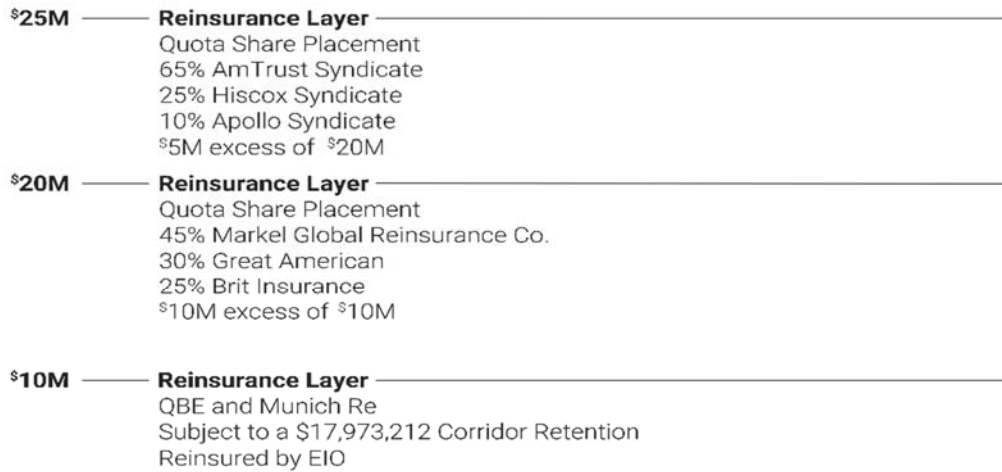 $25M Reinsurance Layer
Quota Share Placement
65% AmTrust Syndicate
25% Hiscox Syndicate
10% Apollo Syndicate
$5M excess of $20M
$20M Reinsurance Layer
Quota Share Placement
45% Markel Global Reinsurance Co.
30% Great American
25% Brit Insurance
$10M excess of $10M
$10M Reinsurance Layer
QBE and Munich Re
Subject to a $17,973,212 Corridor Retention
Reinsured by EIO